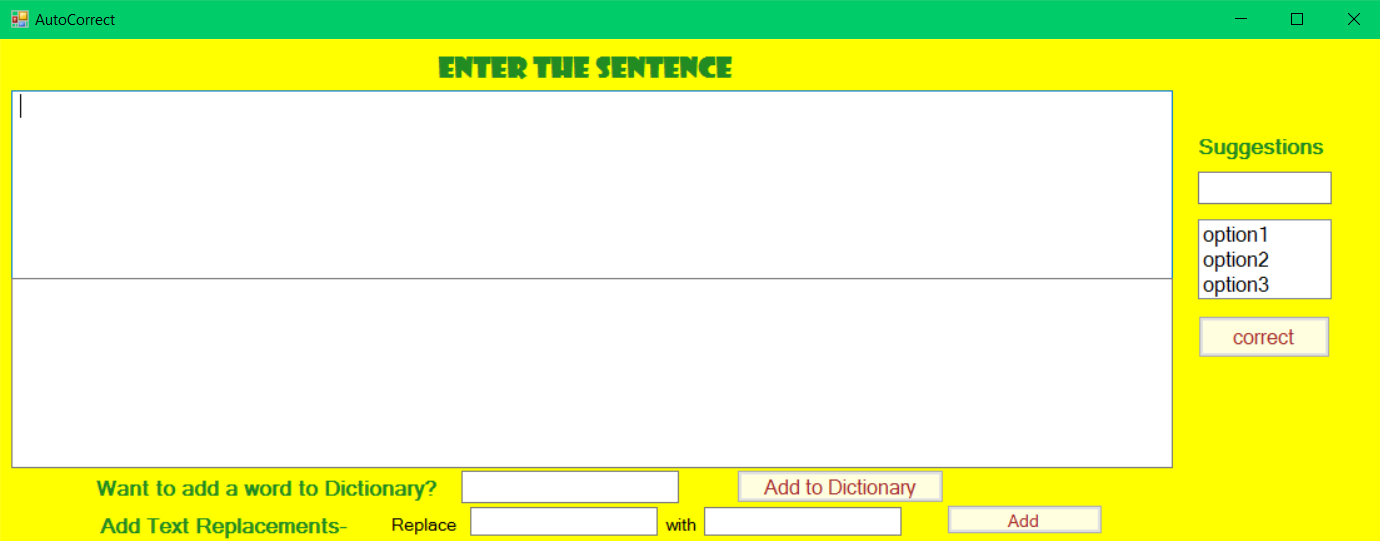 AutoCorrect
ENTER THE SENTENCE
Suggestions
option1
option2
option3
correct
Want to add a word to Dictionary? Add to Dictionary
Add Text Replacements- Replace with Add